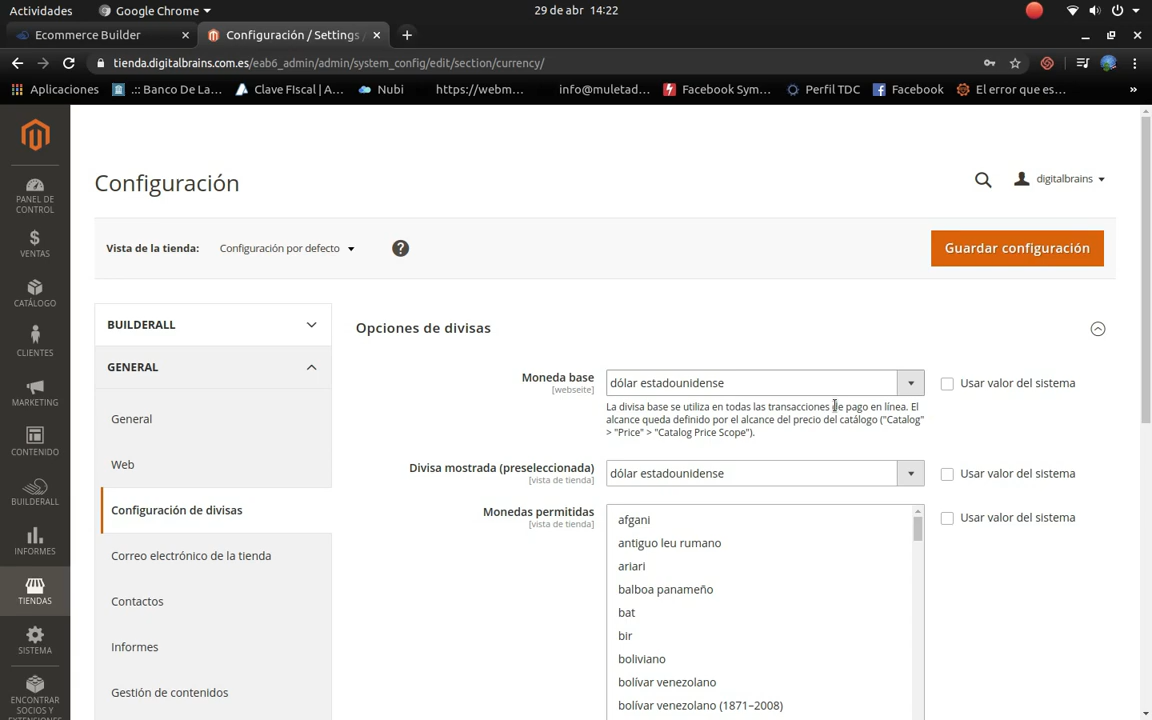 Actividades
Google Chrome
29 de abr 14:22
Ecommerce Builder
Configuración / Settings
tienda.digitalbrains.com.es/eab6_admin/admin/system_config/edit/section/currency/
Aplicaciones
.:: Banco De La...
Clave FIscal | A...
Nubi
https://webm...
info@muletad...
Facebook Sym...
Perfil TDC
Facebook
El error que es...
»
PANEL DE CONTROL
VENTAS
CATÁLOGO
CLIENTES
MARKETING
CONTENIDO
BUILDERALL
INFORMES
TIENDAS
SISTEMA
ENCONTRAR
SOCIOS Y
EXTENSIONES
Configuración
digitalbrains
Vista de la tienda:
Configuración por defecto
?
Guardar configuración
BUILDERALL
GENERAL
General
Web
Configuración de divisas
Correo electrónico de la tienda
Contactos
Informes
Gestión de contenidos
Opciones de divisas
Moneda base
[webseite]
dólar estadounidense
Usar valor del sistema
La divisa base se utiliza en todas las transacciones de pago en línea. El
alcance queda definido por el alcance del precio del catálogo ("Catalog"
> "Price" > "Catalog Price Scope").
Divisa mostrada (preseleccionada)
[vista de tienda]
dólar estadounidense
Usar valor del sistema
Monedas permitidas
[vista de tienda]
Usar valor del sistema
afgani
antiguo leu rumano
ariari
balboa panameño
bat
bir
boliviano
bolívar venezolano
bolívar venezolano (1871–2008)